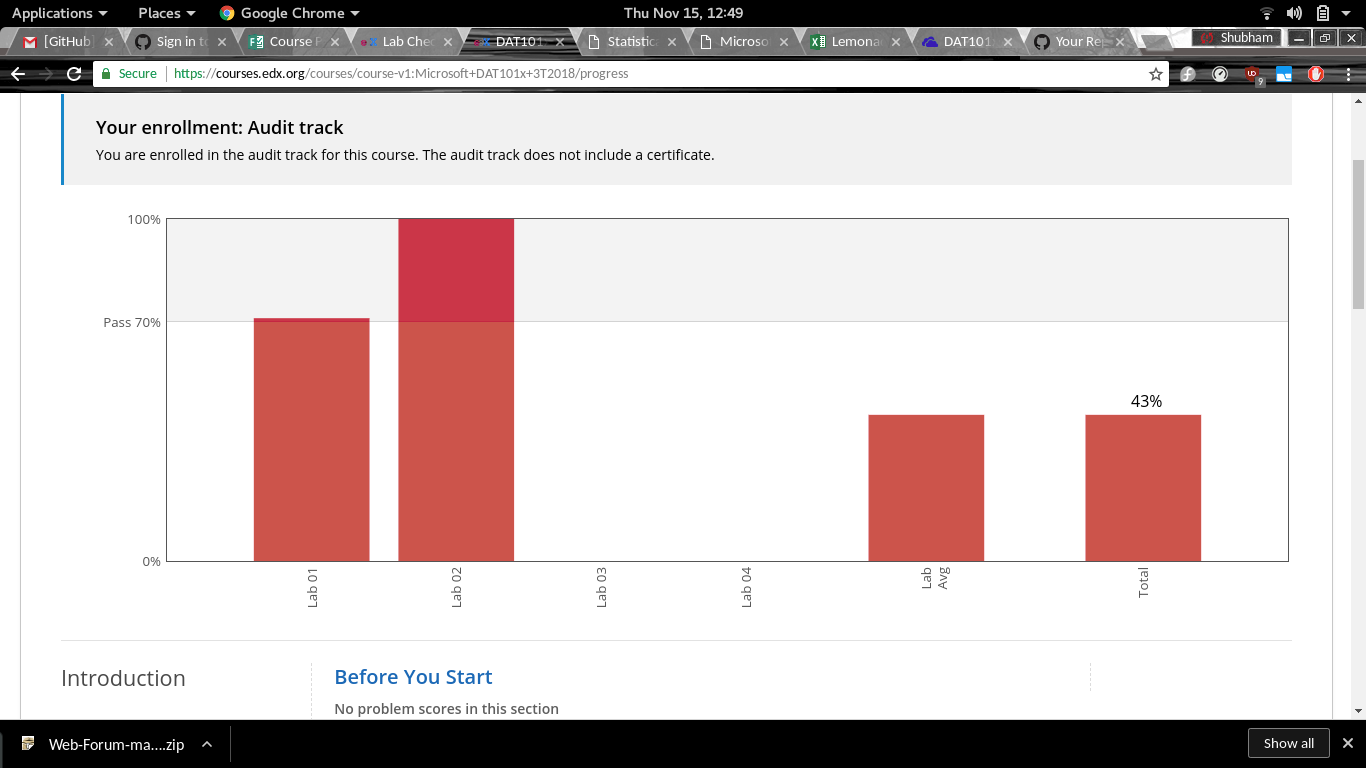 Applications Places Google Chrome Thu Nov 15, 12:49
[GitHub Sign in t Course Lab Che DAT101 Statistic Microso Lemona DAT101 Your Re Shubham
Secure https://courses.edx.org/courses/course-v1:Microsoft+DAT101x+3T2018/progress 9
Your enrollment: Audit track
You are enrolled in the audit track for this course. The audit track does not include a certificate.
100%
Pass 70%
43%
0%
Lab 01
Lab 02
Lab 03
Lab 04
Lab
Avg
Total
Introduction
Before You Start
No problem scores in this section
Web-Forum-ma....zip Show all